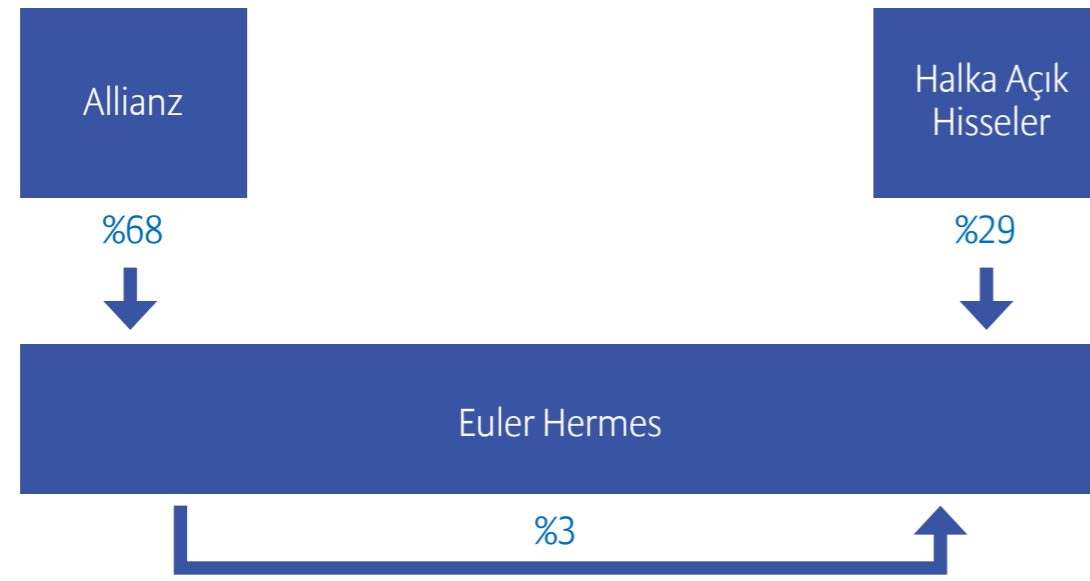 Allianz
Halka Açık
Hisseler
%68
%29
Euler Hermes
%3